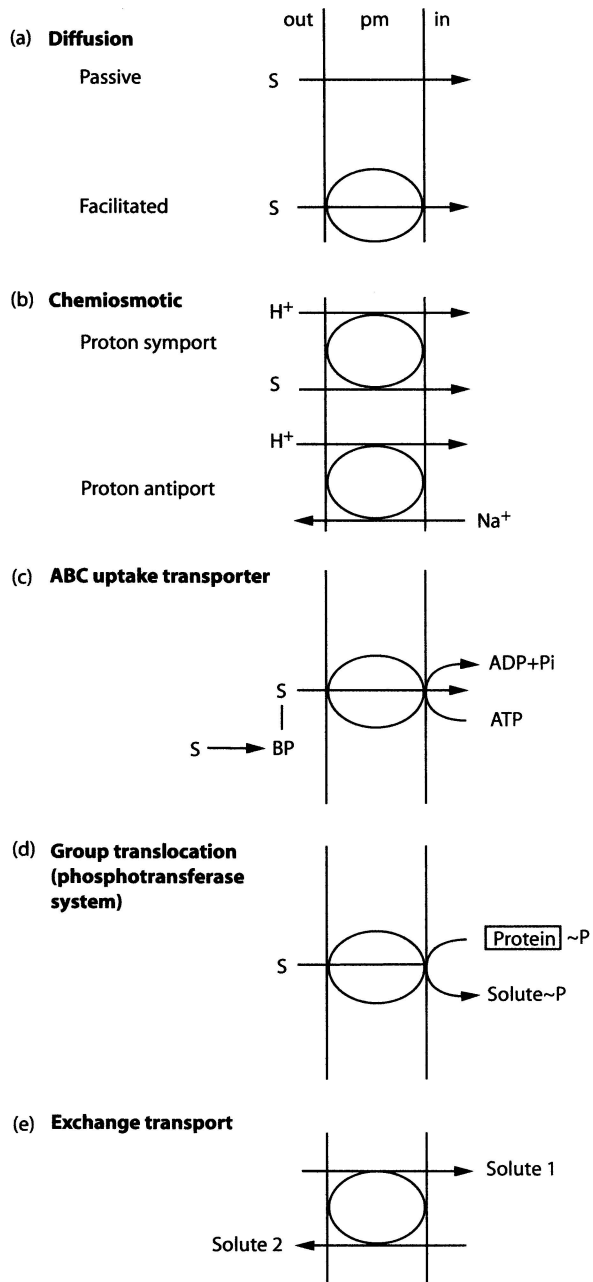 out pm in
(a) Diffusion
Passive S
Facilitated S
(b) Chemiosmotic
H+
Proton symport
S
H+
Proton antiport
Na+
(c) ABC uptake transporter
ADP+Pi
S
ATP
S BP
(d) Group translocation
(phosphotransferase
system)
Protein ~P
S
Solute~P
(e) Exchange transport
Solute 1
Solute 2